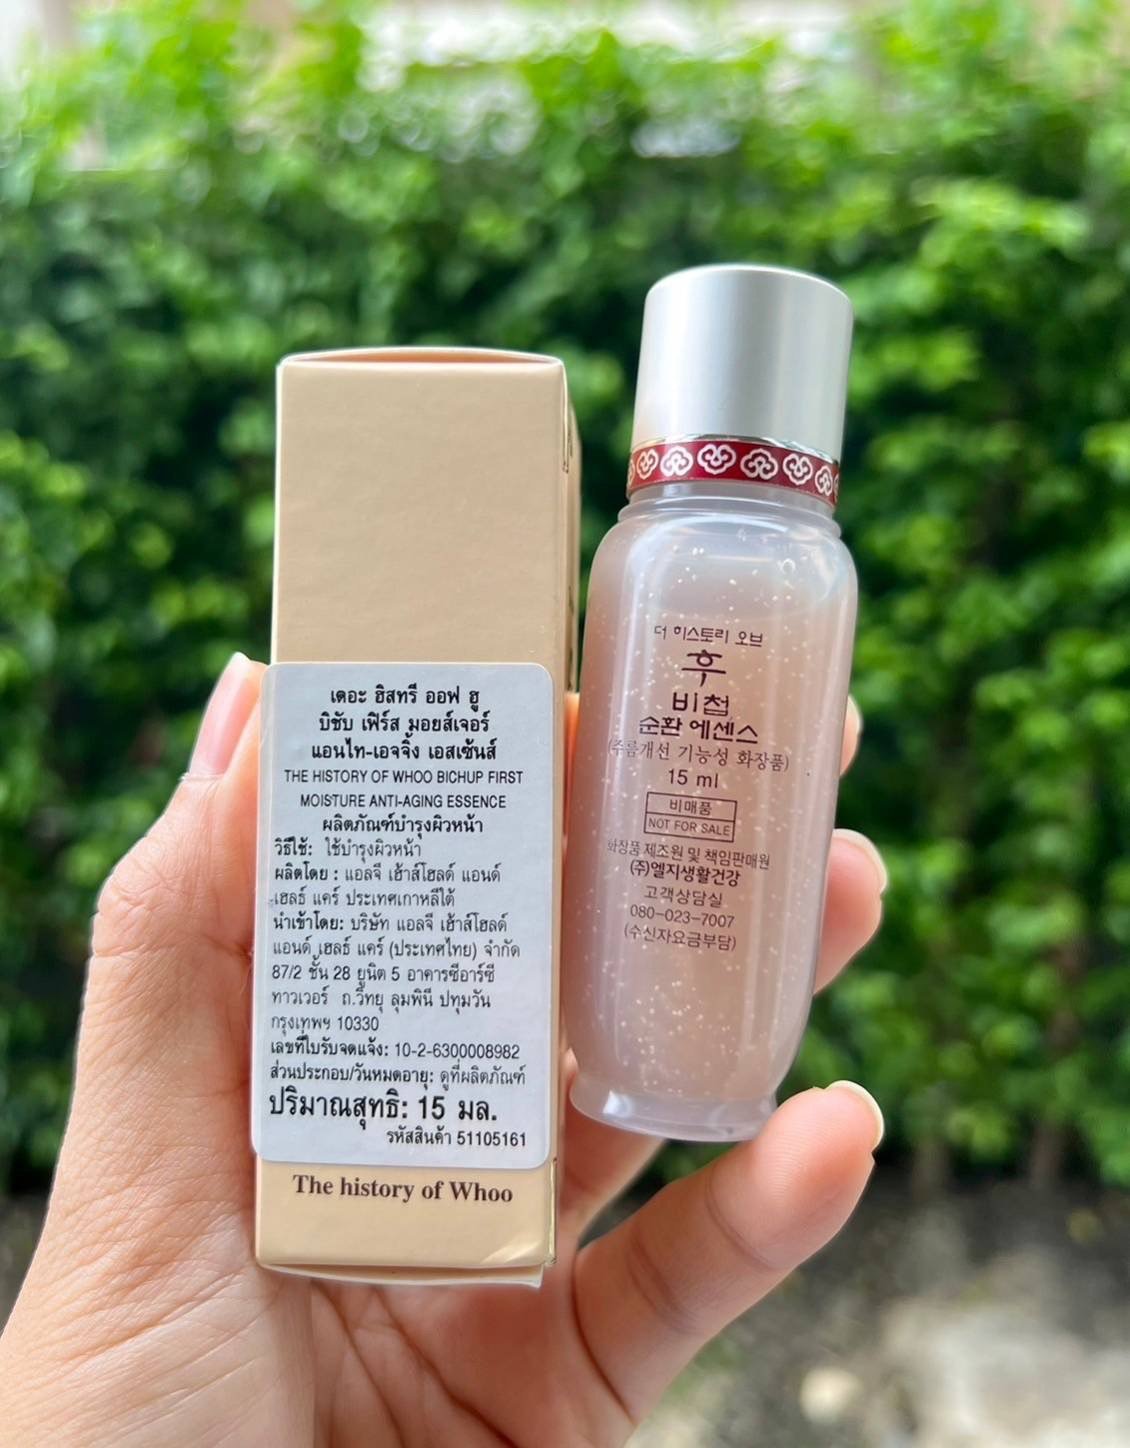 เดอะ ฮิสทรี ออฟ ฮู
บิชับ เฟิร์ส มอยส์เจอร์
แอนไท-เอจจิ้ง เอสเซ้นส์
THE HISTORY OF WHOO BICHUP FIRST
MOISTURE ANTI-AGING ESSENCE
ผลิตภัณฑ์บำรุงผิวหน้า
วิธีใช้: ใช้บำรุงผิวหน้า
ผลิตโดย : แอลจี เฮ้าส์โฮลด์ แอนด์
เฮลธ์ แคร์ ประเทศเกาหลีใต้
นำเข้าโดย: บริษัท แอลจี เฮ้าส์โฮลด์
แอนด์ เฮลธ์ แคร์ (ประเทศไทย) จำกัด
87/2 ชั้น 28 ยูนิต 5 อาคารซีอาร์ซี
ทาวเวอร์ ถ.วิทยุ ลุมพินี ปทุมวัน
กรุงเทพฯ 10330
เลขที่ใบรับจดแจ้ง: 10-2-6300008982
ส่วนประกอบ/วันหมดอายุ: ดูที่ผลิตภัณฑ์
ปริมาณสุทธิ: 15 มล.
รหัสสินค้า 51105161
The history of Whoo
더 히스토리 오브
후
비첩
순환 에센스
(주름개선 기능성 화장품)
15 ml
비매품
NOT FOR SALE
화장품 제조원 및 책임판매원
(주)엘지생활건강
고객상담실
080-023-7007
(수신자요금부담)